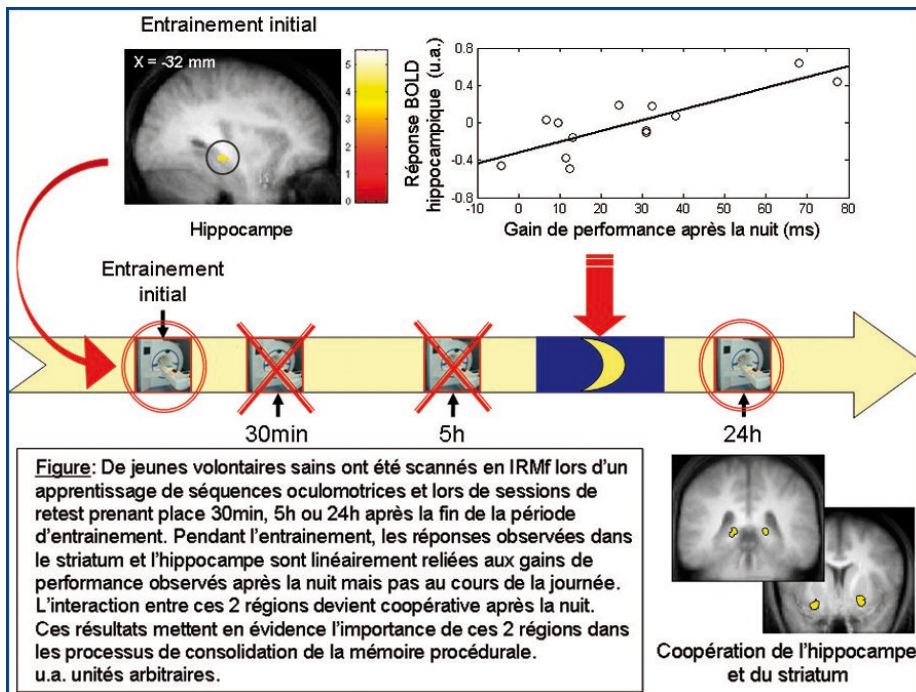 Entrainement initial
X = -32 mm
5
4
3
2
1
0
Hippocampe
Réponse BOLD
hippocampique (u.a.)
0.8
0.4
0
-0.4
-0.8
-10 0 10 20 30 40 50 60 70 80
Gain de performance après la nuit (ms)
Entrainement
initial
30min
5h
24h
Figure: De jeunes volontaires sains ont été scannés en IRMf lors d'un
apprentissage de séquences oculomotrices et lors de sessions de
retest prenant place 30min, 5h ou 24h après la fin de la période
d'entrainement. Pendant l'entrainement, les réponses observées dans
le striatum et l'hippocampe sont linéairement reliées aux gains de
performance observés après la nuit mais pas au cours de la journée.
L'interaction entre ces 2 régions devient coopérative après la nuit.
Ces résultats mettent en évidence l'importance de ces 2 régions dans
les processus de consolidation de la mémoire procédurale.
u.a. unités arbitraires.
Coopération de l'hippocampe
et du striatum